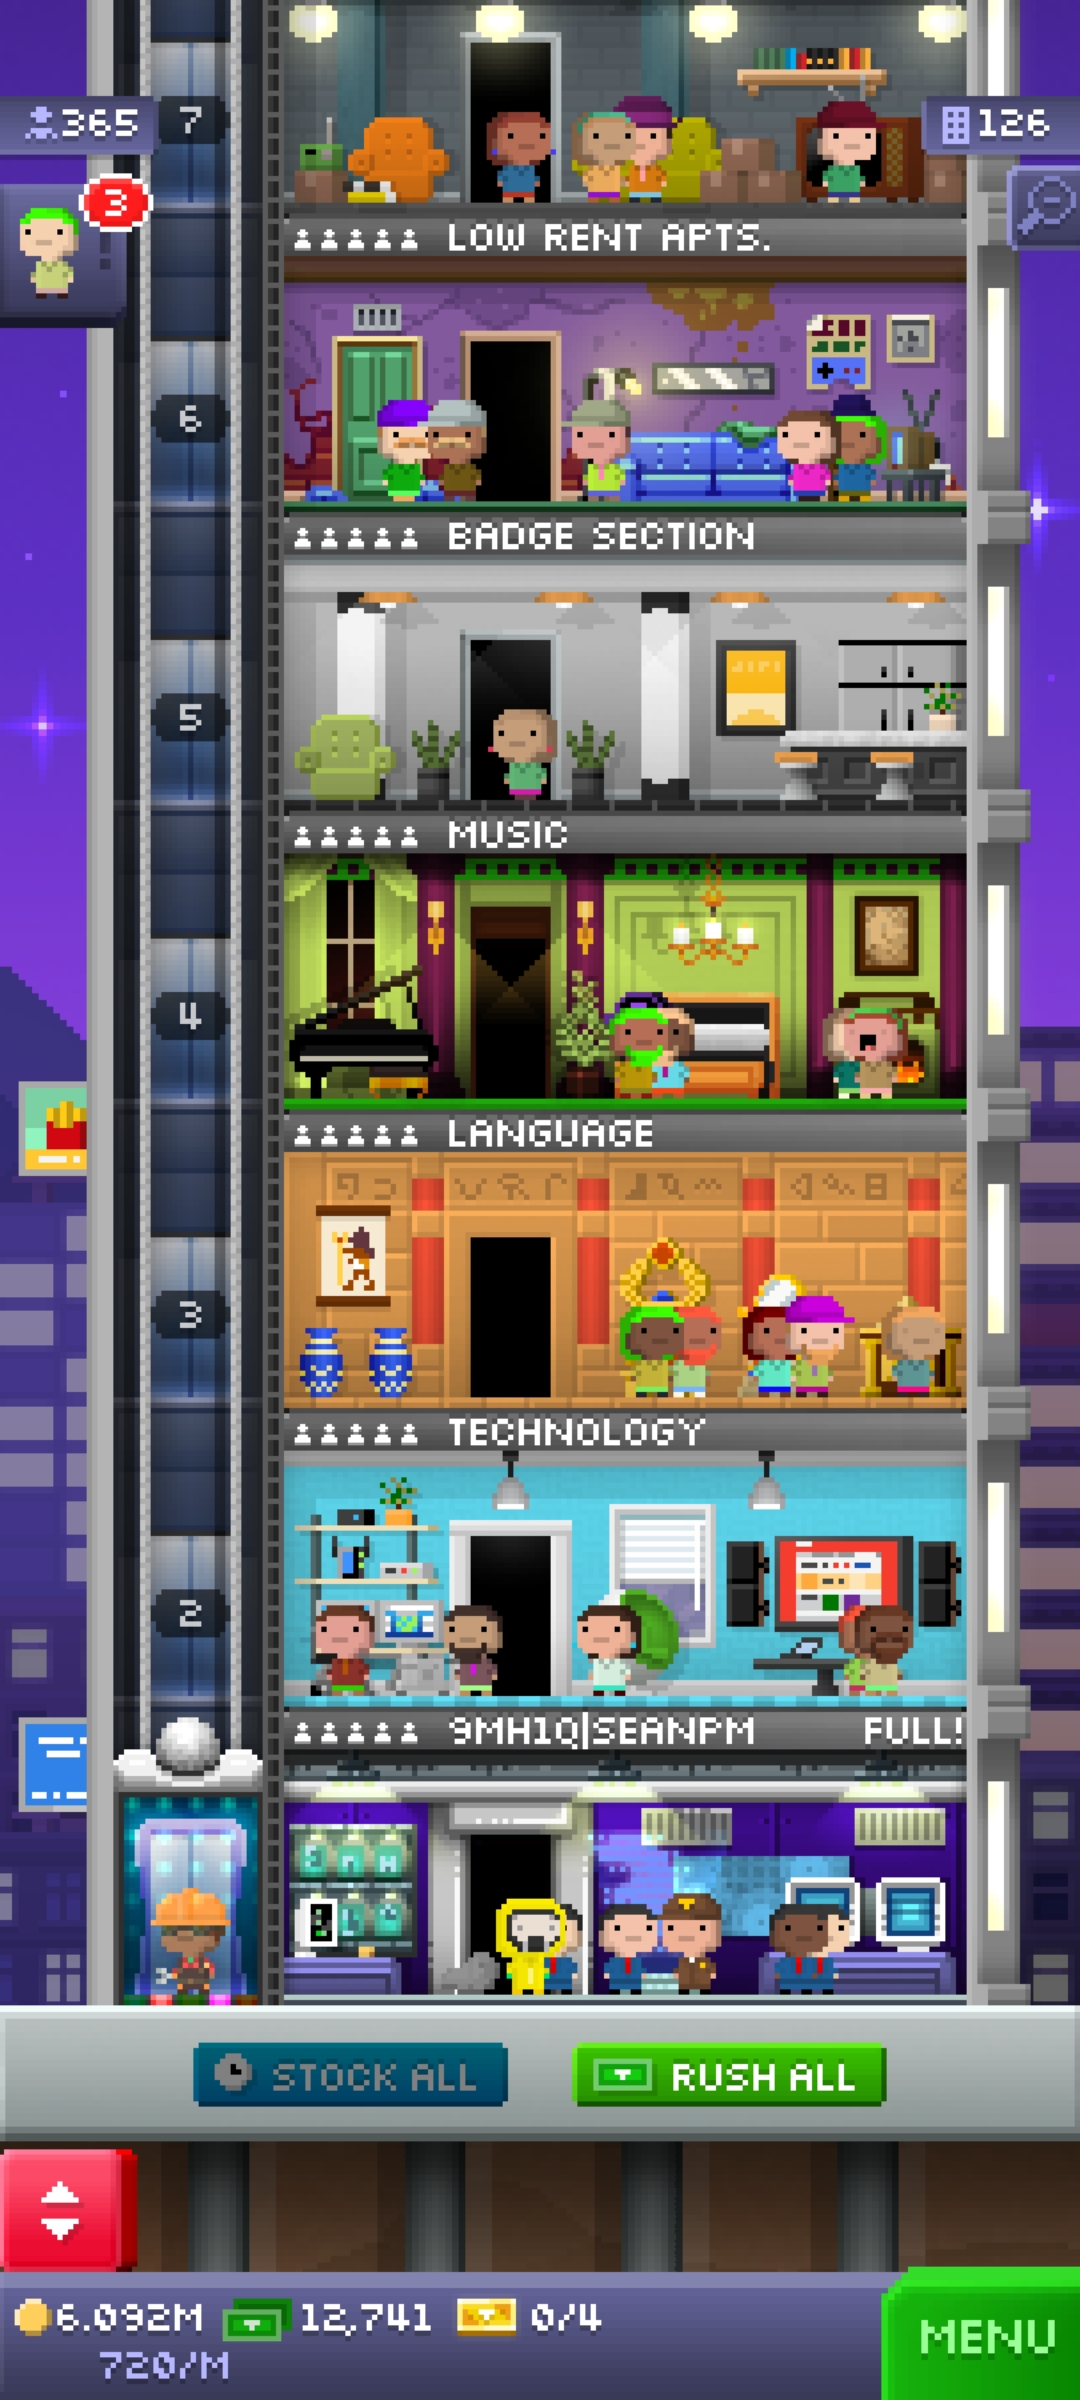 365
7
126
3
LOW RENT APTS.
6
BADGE SECTION
5
MUSIC
4
LANGUAGE
3
TECHNOLOGY
2
9MH1Q|SEANPM FULL!
STOCK ALL
RUSH ALL
6.092M 12,741 0/4
720/M
MENU